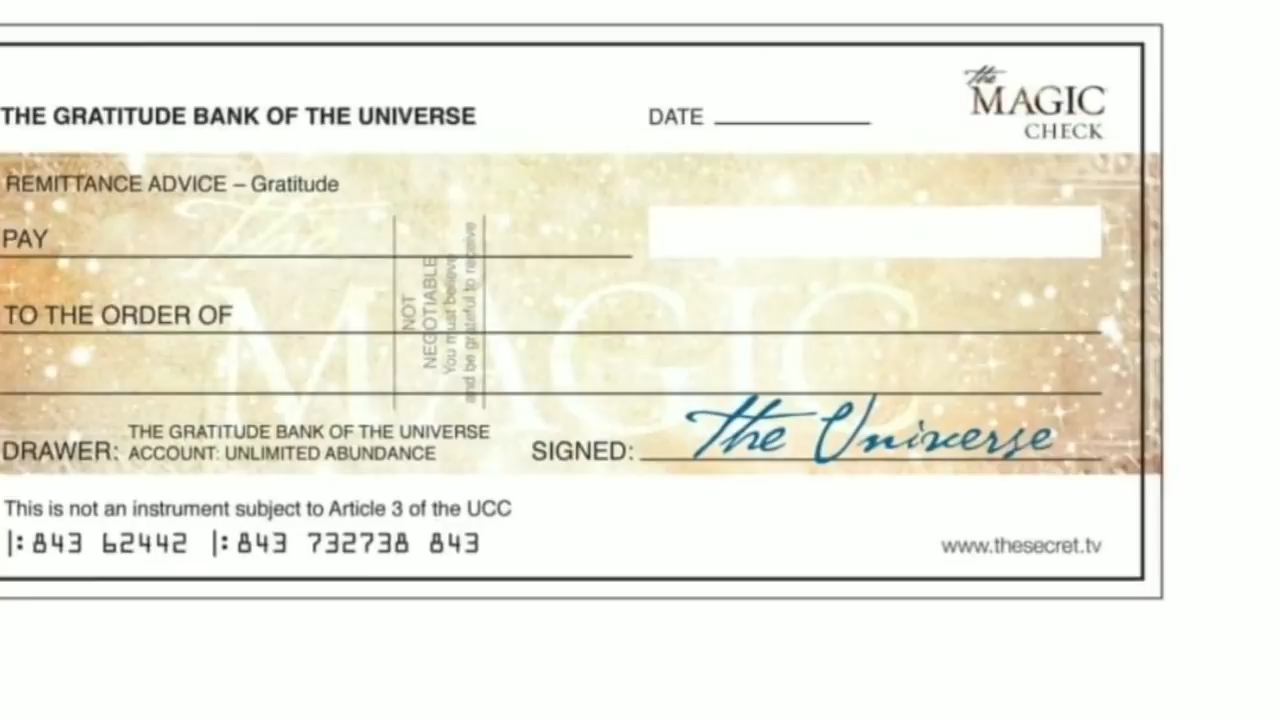 the
MAGIC
CHECK
THE GRATITUDE BANK OF THE UNIVERSE
DATE
REMITTANCE ADVICE – Gratitude
the
MAGIC
PAY
NOT
NEGOTIABLE
You must believe
and be grateful to receive
TO THE ORDER OF
DRAWER: THE GRATITUDE BANK OF THE UNIVERSE
ACCOUNT: UNLIMITED ABUNDANCE
SIGNED: The Universe
This is not an instrument subject to Article 3 of the UCC
|:843 62442 |:843 732738 843
www.thesecret.tv